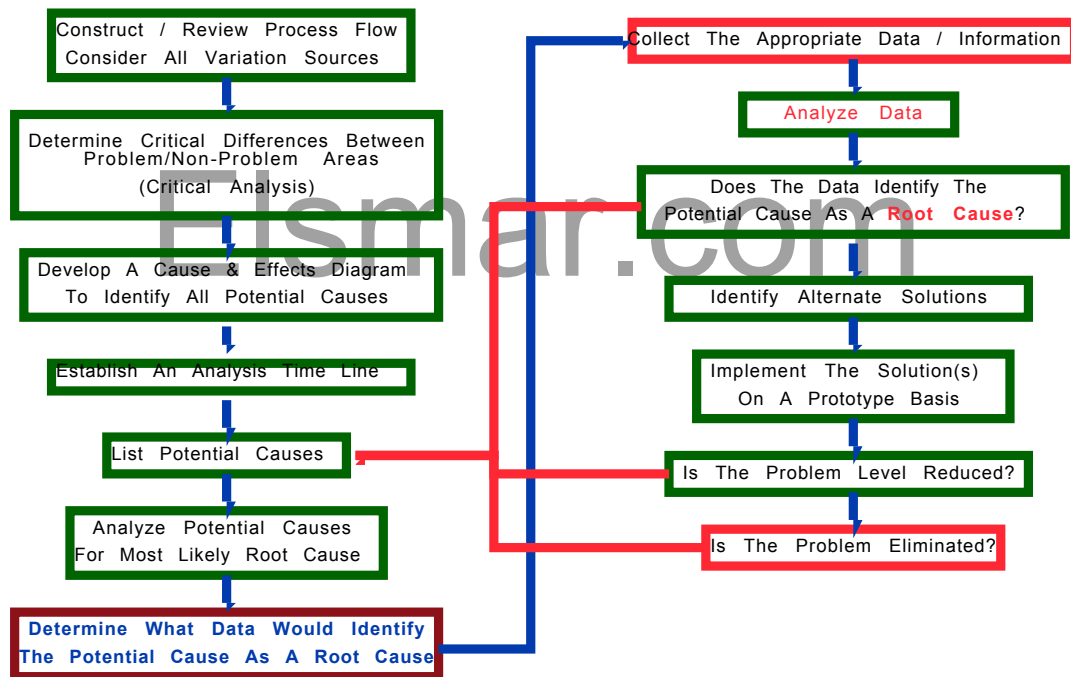 Construct / Review Process Flow
Consider All Variation Sources
Determine Critical Differences Between
Problem/Non-Problem Areas
(Critical Analysis)
Develop A Cause & Effects Diagram
To Identify All Potential Causes
Establish An Analysis Time Line
List Potential Causes
Analyze Potential Causes
For Most Likely Root Cause
Determine What Data Would Identify
The Potential Cause As A Root Cause
Collect The Appropriate Data / Information
Analyze Data
Does The Data Identify The
Potential Cause As A Root Cause?
Identify Alternate Solutions
Implement The Solution(s)
On A Prototype Basis
Is The Problem Level Reduced?
Is The Problem Eliminated?
Elsmar.com